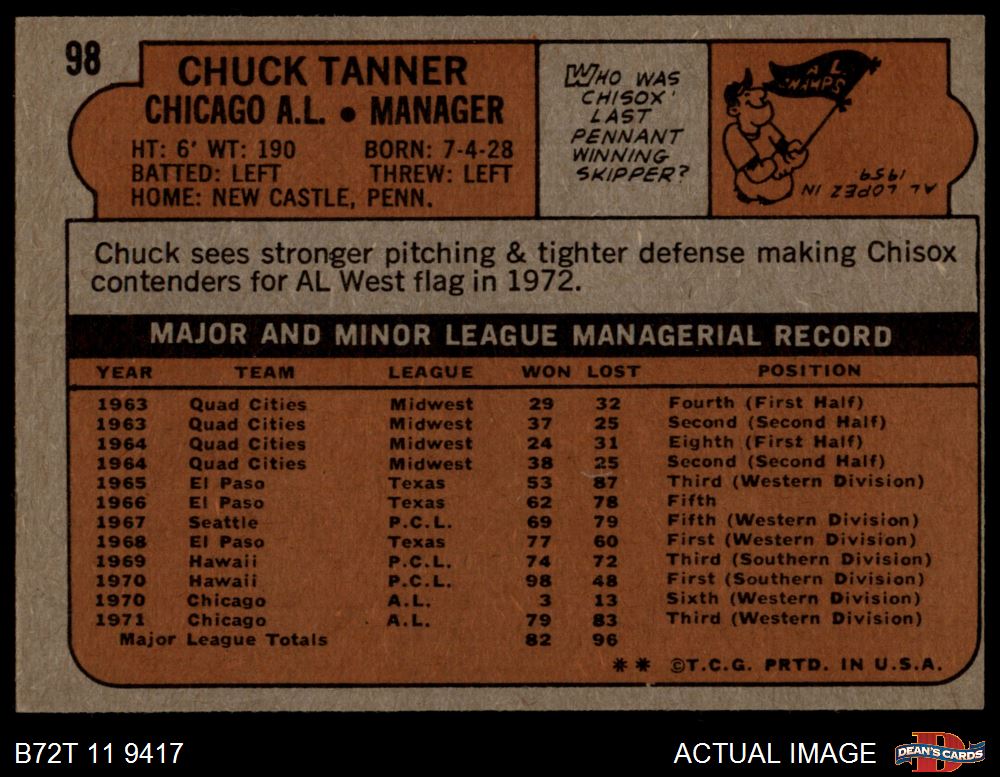 98
CHUCK TANNER
CHICAGO A.L. • MANAGER
HT: 6' WT: 190 BORN: 7-4-28
BATTED: LEFT THREW: LEFT
HOME: NEW CASTLE, PENN.
WHO WAS
CHISOX'
LAST
PENNANT
WINNING
SKIPPER?
A L
CHAMPS
AL LOPEZ IN
1959
Chuck sees stronger pitching & tighter defense making Chisox
contenders for AL West flag in 1972.
MAJOR AND MINOR LEAGUE MANAGERIAL RECORD
YEAR TEAM LEAGUE WON LOST POSITION
1963 Quad Cities Midwest 29 32 Fourth (First Half)
1963 Quad Cities Midwest 37 25 Second (Second Half)
1964 Quad Cities Midwest 24 31 Eighth (First Half)
1964 Quad Cities Midwest 38 25 Second (Second Half)
1965 El Paso Texas 53 87 Third (Western Division)
1966 El Paso Texas 62 78 Fifth
1967 Seattle P.C.L. 69 79 Fifth (Western Division)
1968 El Paso Texas 77 60 First (Western Division)
1969 Hawaii P.C.L. 74 72 Third (Southern Division)
1970 Hawaii P.C.L. 98 48 First (Southern Division)
1970 Chicago A.L. 3 13 Sixth (Western Division)
1971 Chicago A.L. 79 83 Third (Western Division)
Major League Totals 82 96
** ©T.C.G. PRTD. IN U.S.A.
B72T 11 9417
ACTUAL IMAGE
D
DEAN'S CARDS